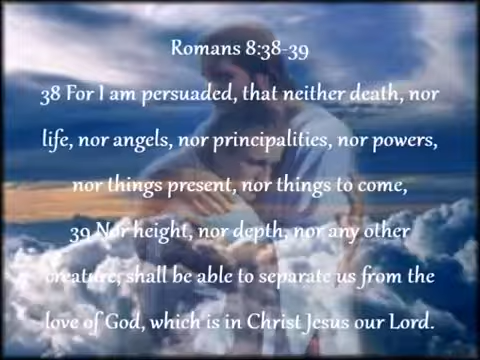 Romans 8:38-39
38 For I am persuaded, that neither death, nor
life, nor angels, nor principalities, nor powers,
nor things present, nor things to come,
39 Nor height, nor depth, nor any other
creature, shall be able to separate us from the
love of God, which is in Christ Jesus our Lord.